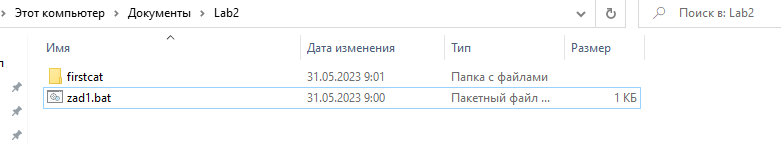 Этот компьютер > Документы > Lab2
Поиск в: Lab2
Имя Дата изменения Тип Размер
firstcat 31.05.2023 9:01 Папка с файлами
zad1.bat 31.05.2023 9:00 Пакетный файл ... 1 КБ